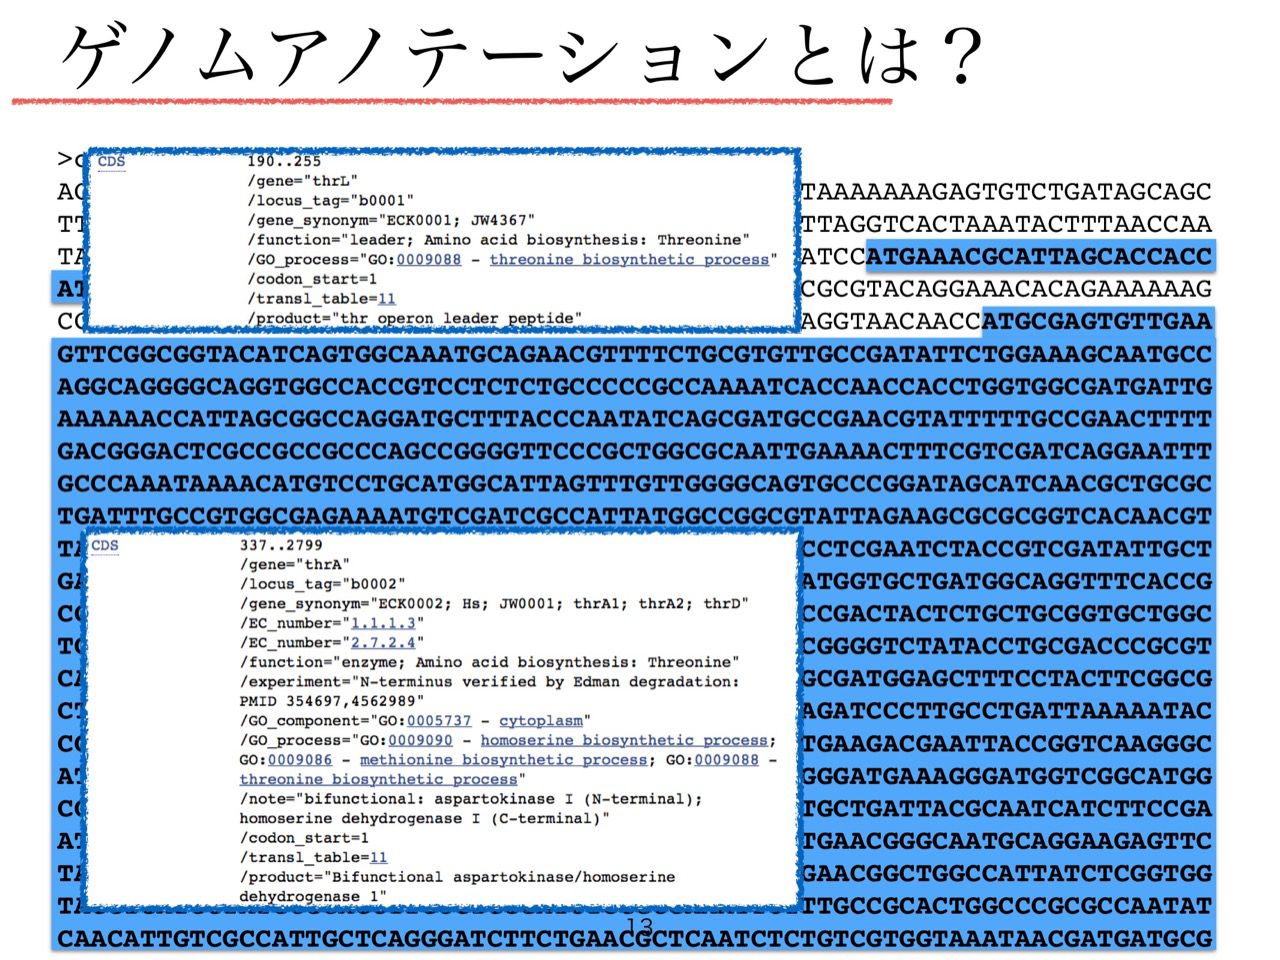 ゲノムアノテーションとは？
>
CDS 190..255
/gene="thrL"
AG TAAAAAAAGAGTGTCTGATAGCAGC
/locus_tag="b0001"
/gene_synonym="ECK0001; JW4367"
TT TTAGGTCACTAAATACTTTAACCAA
/function="leader; Amino acid biosynthesis: Threonine"
/GO_process="GO:0009088 - threonine biosynthetic process"
TA ATCCATGAAACGCATTAGCACCACC
/codon_start=1
/transl_table=11
AT CGCGTACAGGAAACACAGAAAAAAG
/product="thr operon leader peptide"
CC AGGTAACAACCATGCGAGTGTTGAA
GTTCGGCGGTACATCAGTGGCAAATGCAGAACGTTTTCTGCGTGTTGCCGATATTCTGGAAAGCAATGCC
AGGCAGGGGCAGGTGGCCACCGTCCTCTCTGCCCCCGCCAAAATCACCAACCACCTGGTGGCGATGATTG
AAAAAACCATTAGCGGCCAGGATGCTTTACCCAATATCAGCGATGCCGAACGTATTTTTGCCGAACTTTT
GACGGGACTCGCCGCCGCCCAGCCGGGGTTCCCGCTGGCGCAATTGAAAACTTTCGTCGATCAGGAATTT
GCCCAAATAAAACATGTCCTGCATGGCATTAGTTTGTTGGGGCAGTGCCCGGATAGCATCAACGCTGCGC
TGATTTGCCGTGGCGAGAAAATGTCGATCGCCATTATGGCCGGCGTATTAGAAGCGCGCGGTCACAACGT
CDS 337..2799
TA CCTCGAATCTACCGTCGATATTGCT
/gene="thrA"
/locus_tag="b0002"
GA ATGGTGCTGATGGCAGGTTTCACCG
/gene_synonym="ECK0002; Hs; JW0001; thrA1; thrA2; thrD"
CC CCGACTACTCTGCTGCGGTGCTGGC
/EC_number="1.1.1.3"
/EC_number="2.7.2.4"
TG CGGGGTCTATACCTGCGACCCGCGT
/function="enzyme; Amino acid biosynthesis: Threonine"
/experiment="N-terminus verified by Edman degradation:
CA GCGATGGAGCTTTCCTACTTCGGCG
PMID 354697,4562989"
CT AGATCCCTTGCCTGATTAAAAATAC
/GO_component="GO:0005737 - cytoplasm"
/GO_process="GO:0009090 - homoserine biosynthetic process;
CC TGAAGACGAATTACCGGTCAAGGGC
GO:0009086 - methionine biosynthetic process; GO:0009088 -
AT GGGATGAAAGGGATGGTCGGCATGG
threonine biosynthetic process"
/note="bifunctional: aspartokinase I (N-terminal);
CG TGCTGATTACGCAATCATCTTCCGA
homoserine dehydrogenase I (C-terminal)"
/codon_start=1
AT TGAACGGGCAATGCAGGAAGAGTTC
/transl_table=11
/product="Bifunctional aspartokinase/homoserine
TA GAACGGCTGGCCATTATCTCGGTGG
dehydrogenase 1"
TA TTGCCGCACTGGCCCGCGCCAATAT
13
CAACATTGTCGCCATTGCTCAGGGATCTTCTGAACGCTCAATCTCTGTCGTGGTAAATAACGATGATGCG